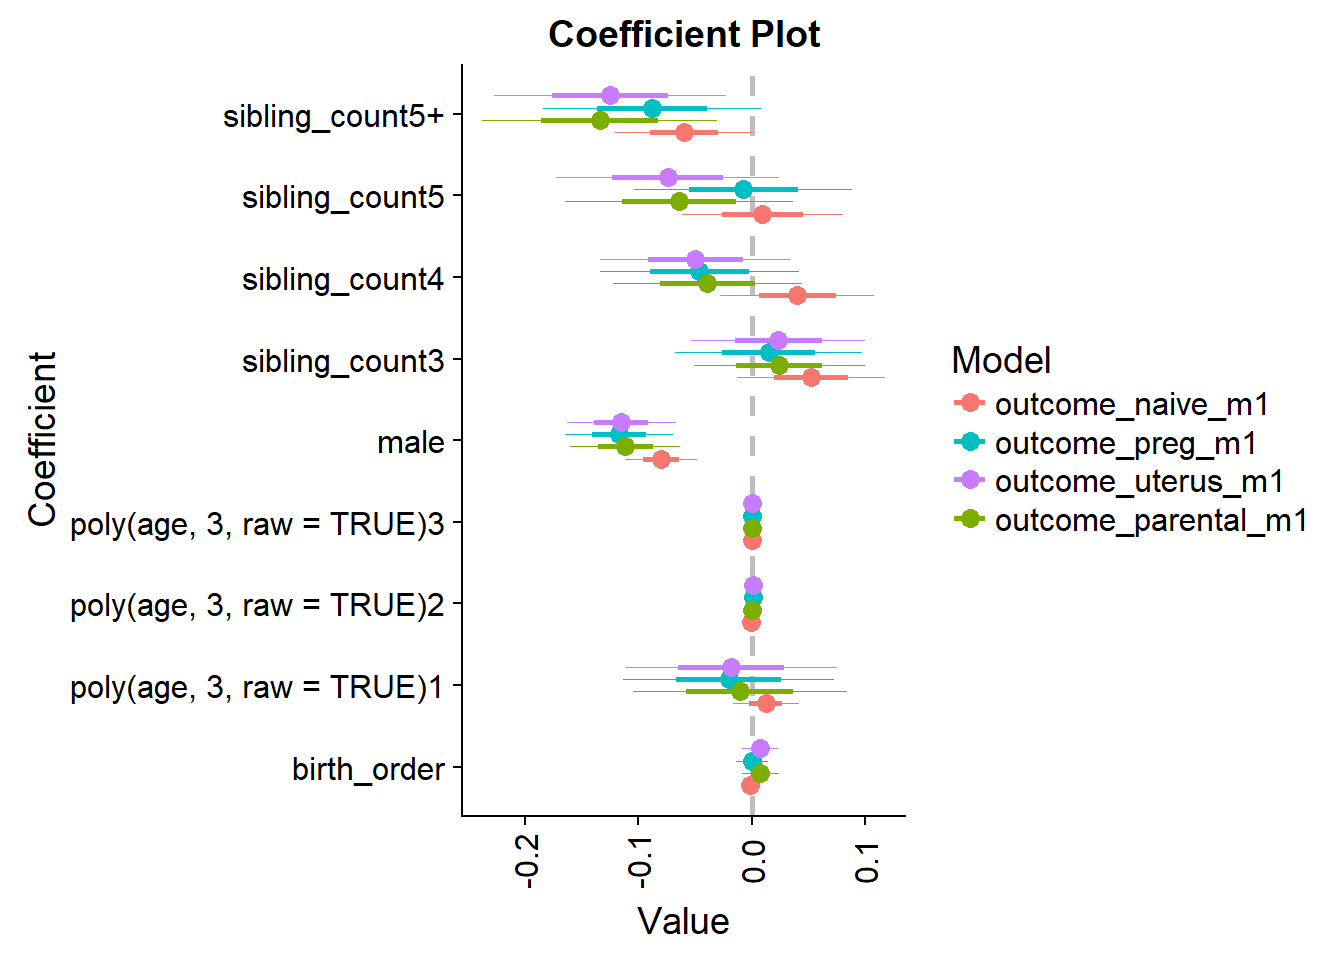 Coefficient Plot
Coefficient
sibling_count5+
sibling_count5
sibling_count4
sibling_count3
male
poly(age, 3, raw = TRUE)3
poly(age, 3, raw = TRUE)2
poly(age, 3, raw = TRUE)1
birth_order
-0.2
-0.1
0.0
0.1
Value
Model
outcome_naive_m1
outcome_preg_m1
outcome_uterus_m1
outcome_parental_m1